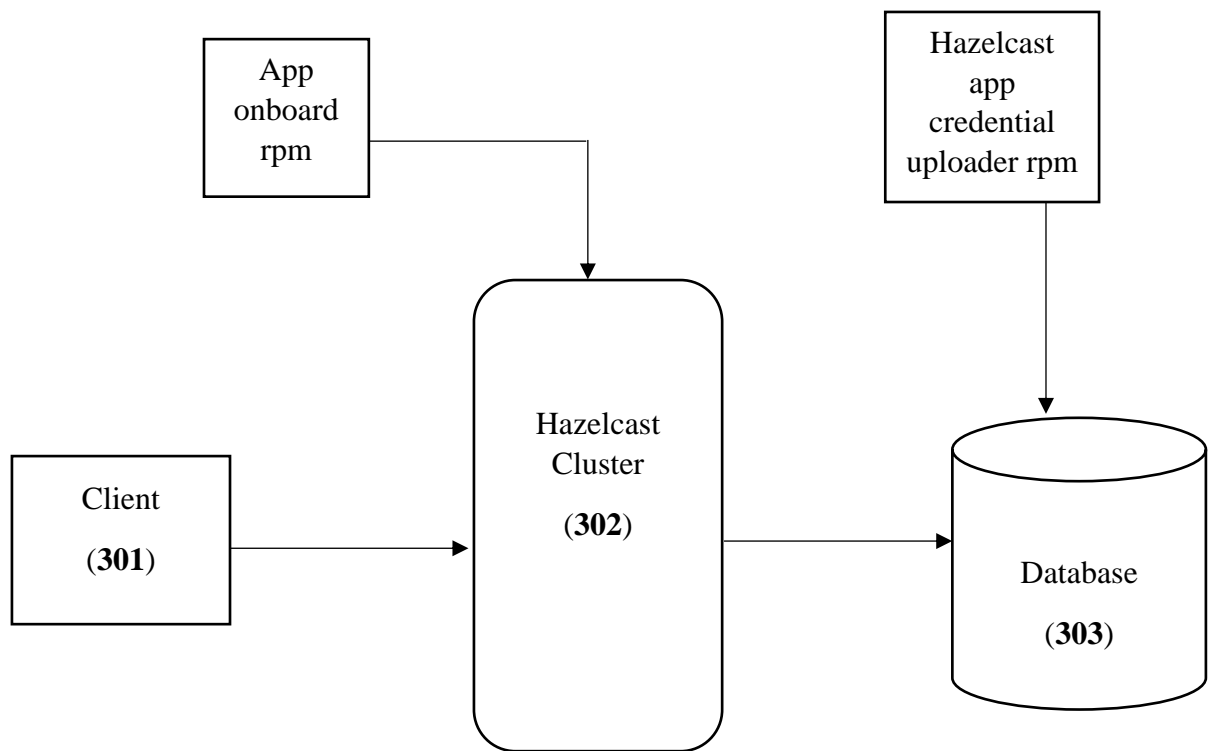 App
onboard
rpm
Hazelcast
app
credential
uploader rpm
Hazelcast
Cluster
(302)
Client
(301)
Database
(303)